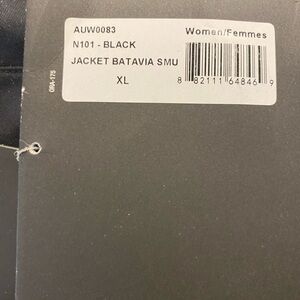 AUW0083 Women/Femmes
N101 - BLACK
JACKET BATAVIA SMU
XL 8 82111 64846 9